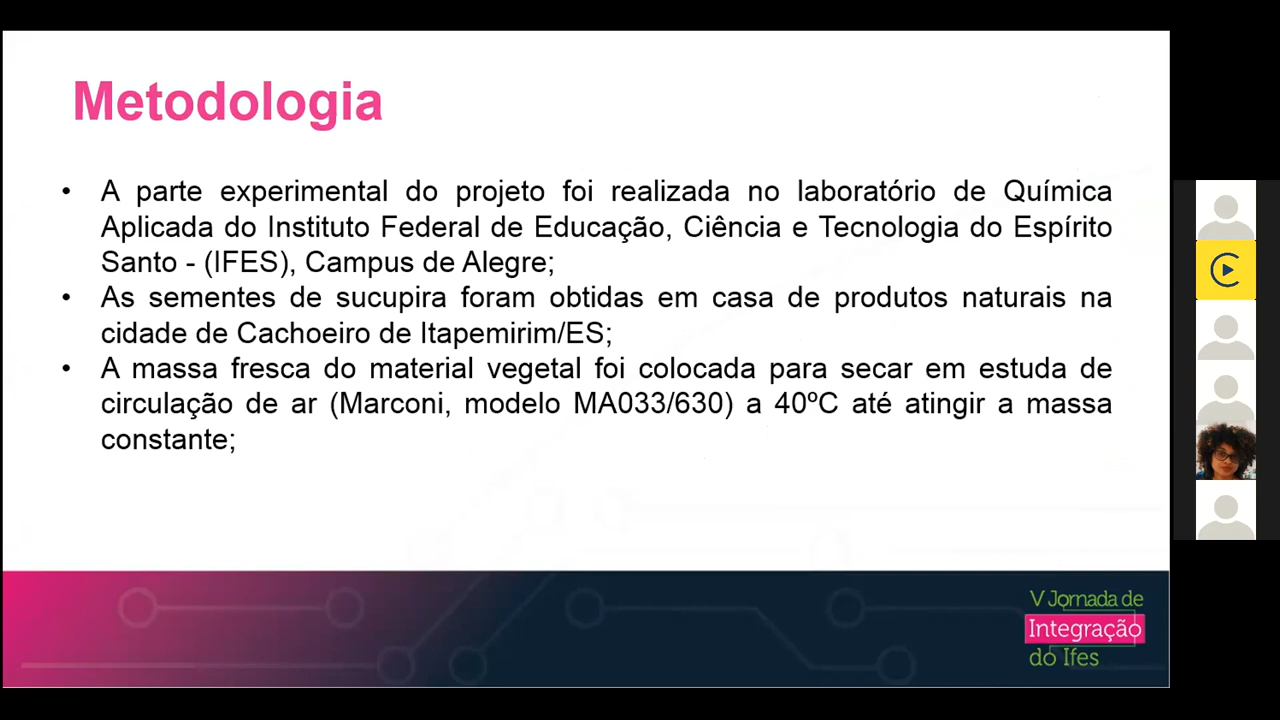 Metodologia
• A parte experimental do projeto foi realizada no laboratório de Química
Aplicada do Instituto Federal de Educação, Ciência e Tecnologia do Espírito
Santo - (IFES), Campus de Alegre;
• As sementes de sucupira foram obtidas em casa de produtos naturais na
cidade de Cachoeiro de Itapemirim/ES;
• A massa fresca do material vegetal foi colocada para secar em estuda de
circulação de ar (Marconi, modelo MA033/630) a 40ºC até atingir a massa
constante;
V Jornada de
Integração
do Ifes